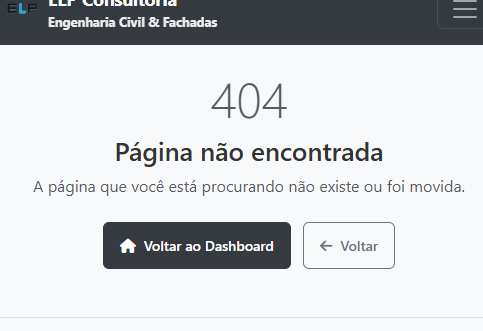 ELP
ELP Consultoria
Engenharia Civil & Fachadas
404
Página não encontrada
A página que você está procurando não existe ou foi movida.
Voltar ao Dashboard
Voltar